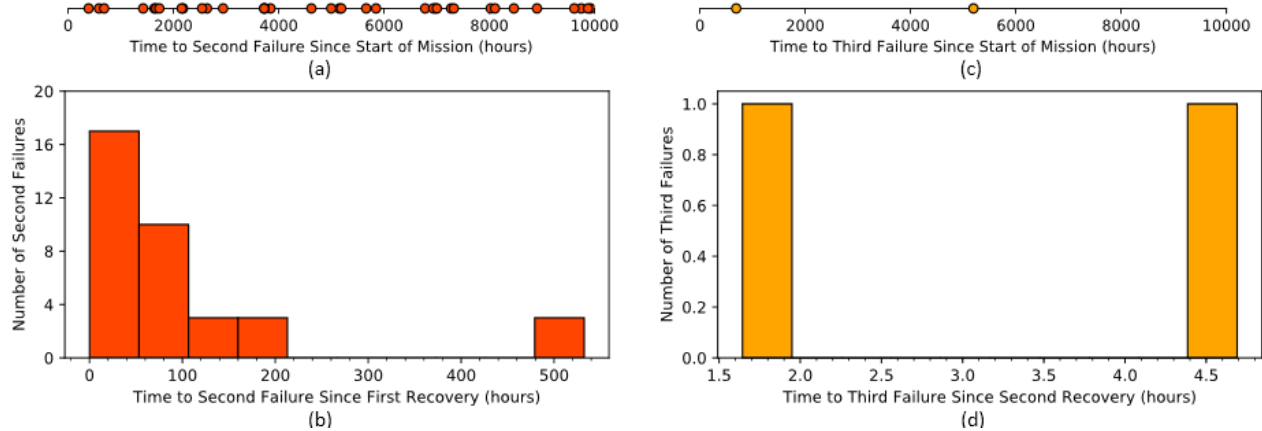 0 2000 4000 6000 8000 10000
Time to Second Failure Since Start of Mission (hours)
(a)
0 2000 4000 6000 8000 10000
Time to Third Failure Since Start of Mission (hours)
(c)
20
16
12
8
4
0
Number of Second Failures
0 100 200 300 400 500
Time to Second Failure Since First Recovery (hours)
(b)
1.0
0.8
0.6
0.4
0.2
0.0
Number of Third Failures
1.5 2.0 2.5 3.0 3.5 4.0 4.5
Time to Third Failure Since Second Recovery (hours)
(d)